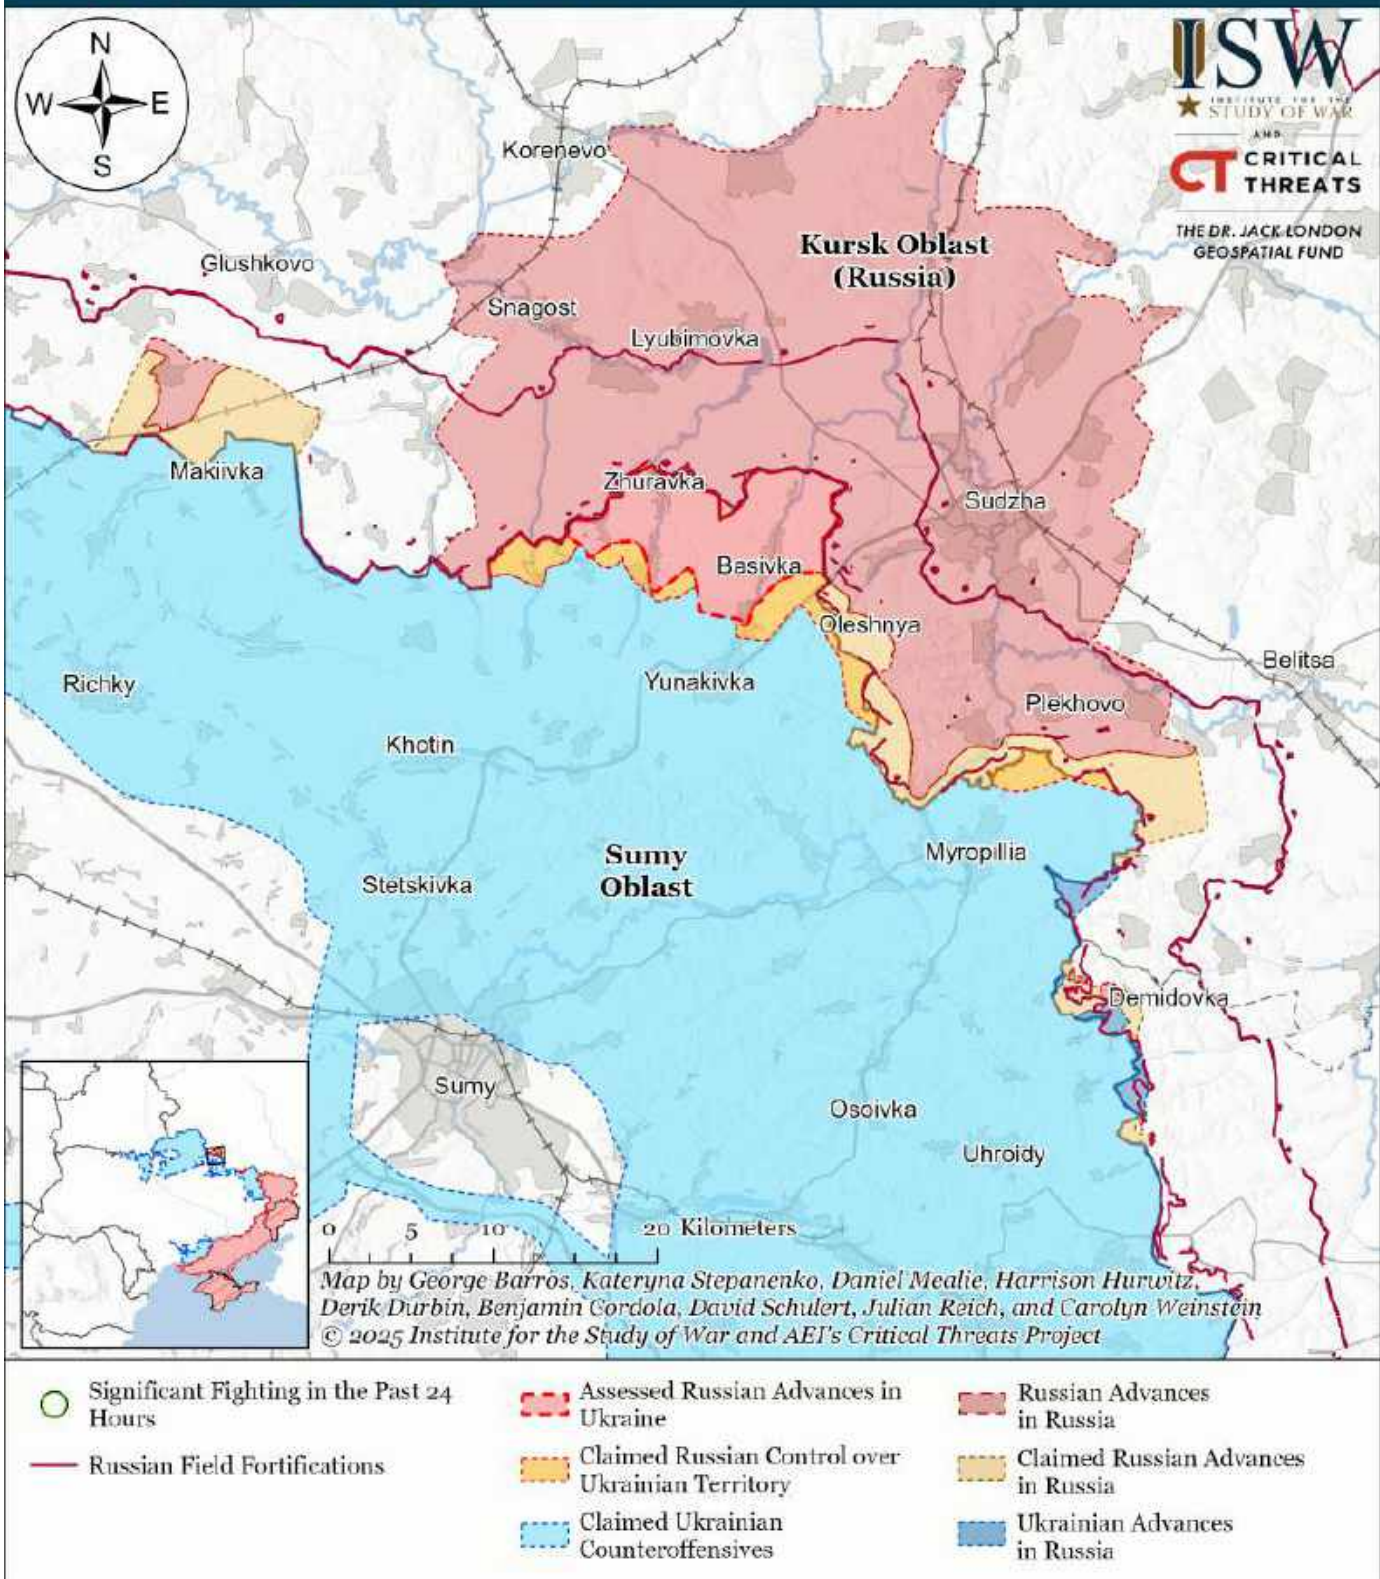 N
W E
S
ISW
INSTITUTE FOR THE
STUDY OF WAR
AND
CT CRITICAL
THREATS
THE DR. JACK LONDON
GEOSPATIAL FUND
Korenevo
Kursk Oblast
(Russia)
Glushkovo
Snagost
Lyubimovka
Makiivka
Zhuravka
Sudzha
Basivka
Oleshnya
Belitsa
Richky
Yunakivka
Plekhovo
Khotin
Sumy
Oblast
Myropillia
Stetskivka
Demidovka
Sumy
Osoivka
Uhroidy
0 5 10 20 Kilometers
Map by George Barros, Kateryna Stepanenko, Daniel Mealie, Harrison Hurwitz,
Derik Durbin, Benjamin Cordola, David Schulert, Julian Reich, and Carolyn Weinstein
© 2025 Institute for the Study of War and AEI's Critical Threats Project
Significant Fighting in the Past 24
Hours
Russian Field Fortifications
Assessed Russian Advances in
Ukraine
Claimed Russian Control over
Ukrainian Territory
Claimed Ukrainian
Counteroffensives
Russian Advances
in Russia
Claimed Russian Advances
in Russia
Ukrainian Advances
in Russia